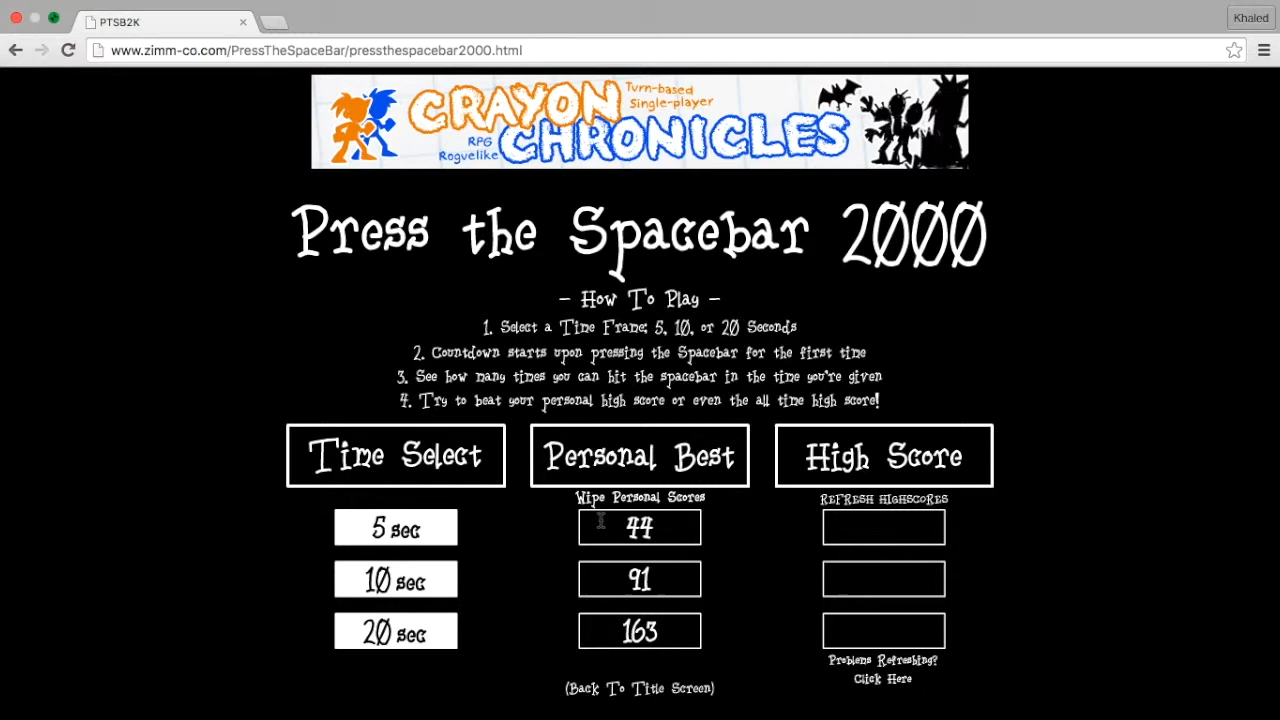 PTSB2K
Khaled
www.zimm-co.com/PressTheSpaceBar/pressthespacebar2000.html
CRAYON
Turn-based
Single-player
RPG
Roguelike
CHRONICLES
Press the Spacebar 2000
- How To Play -
1. Select a Time Frame: 5, 10, or 20 Seconds
2. Countdown starts upon pressing the Spacebar for the first time
3. See how many times you can hit the spacebar in the time you're given
4. Try to beat your personal high score or even the all time high score!
Time Select Personal Best High Score
Wipe Personal Scores REFRESH HIGHSCORES
5 sec 44
10 sec 91
20 sec 163
Problems Refreshing?
Click Here
(Back To Title Screen)